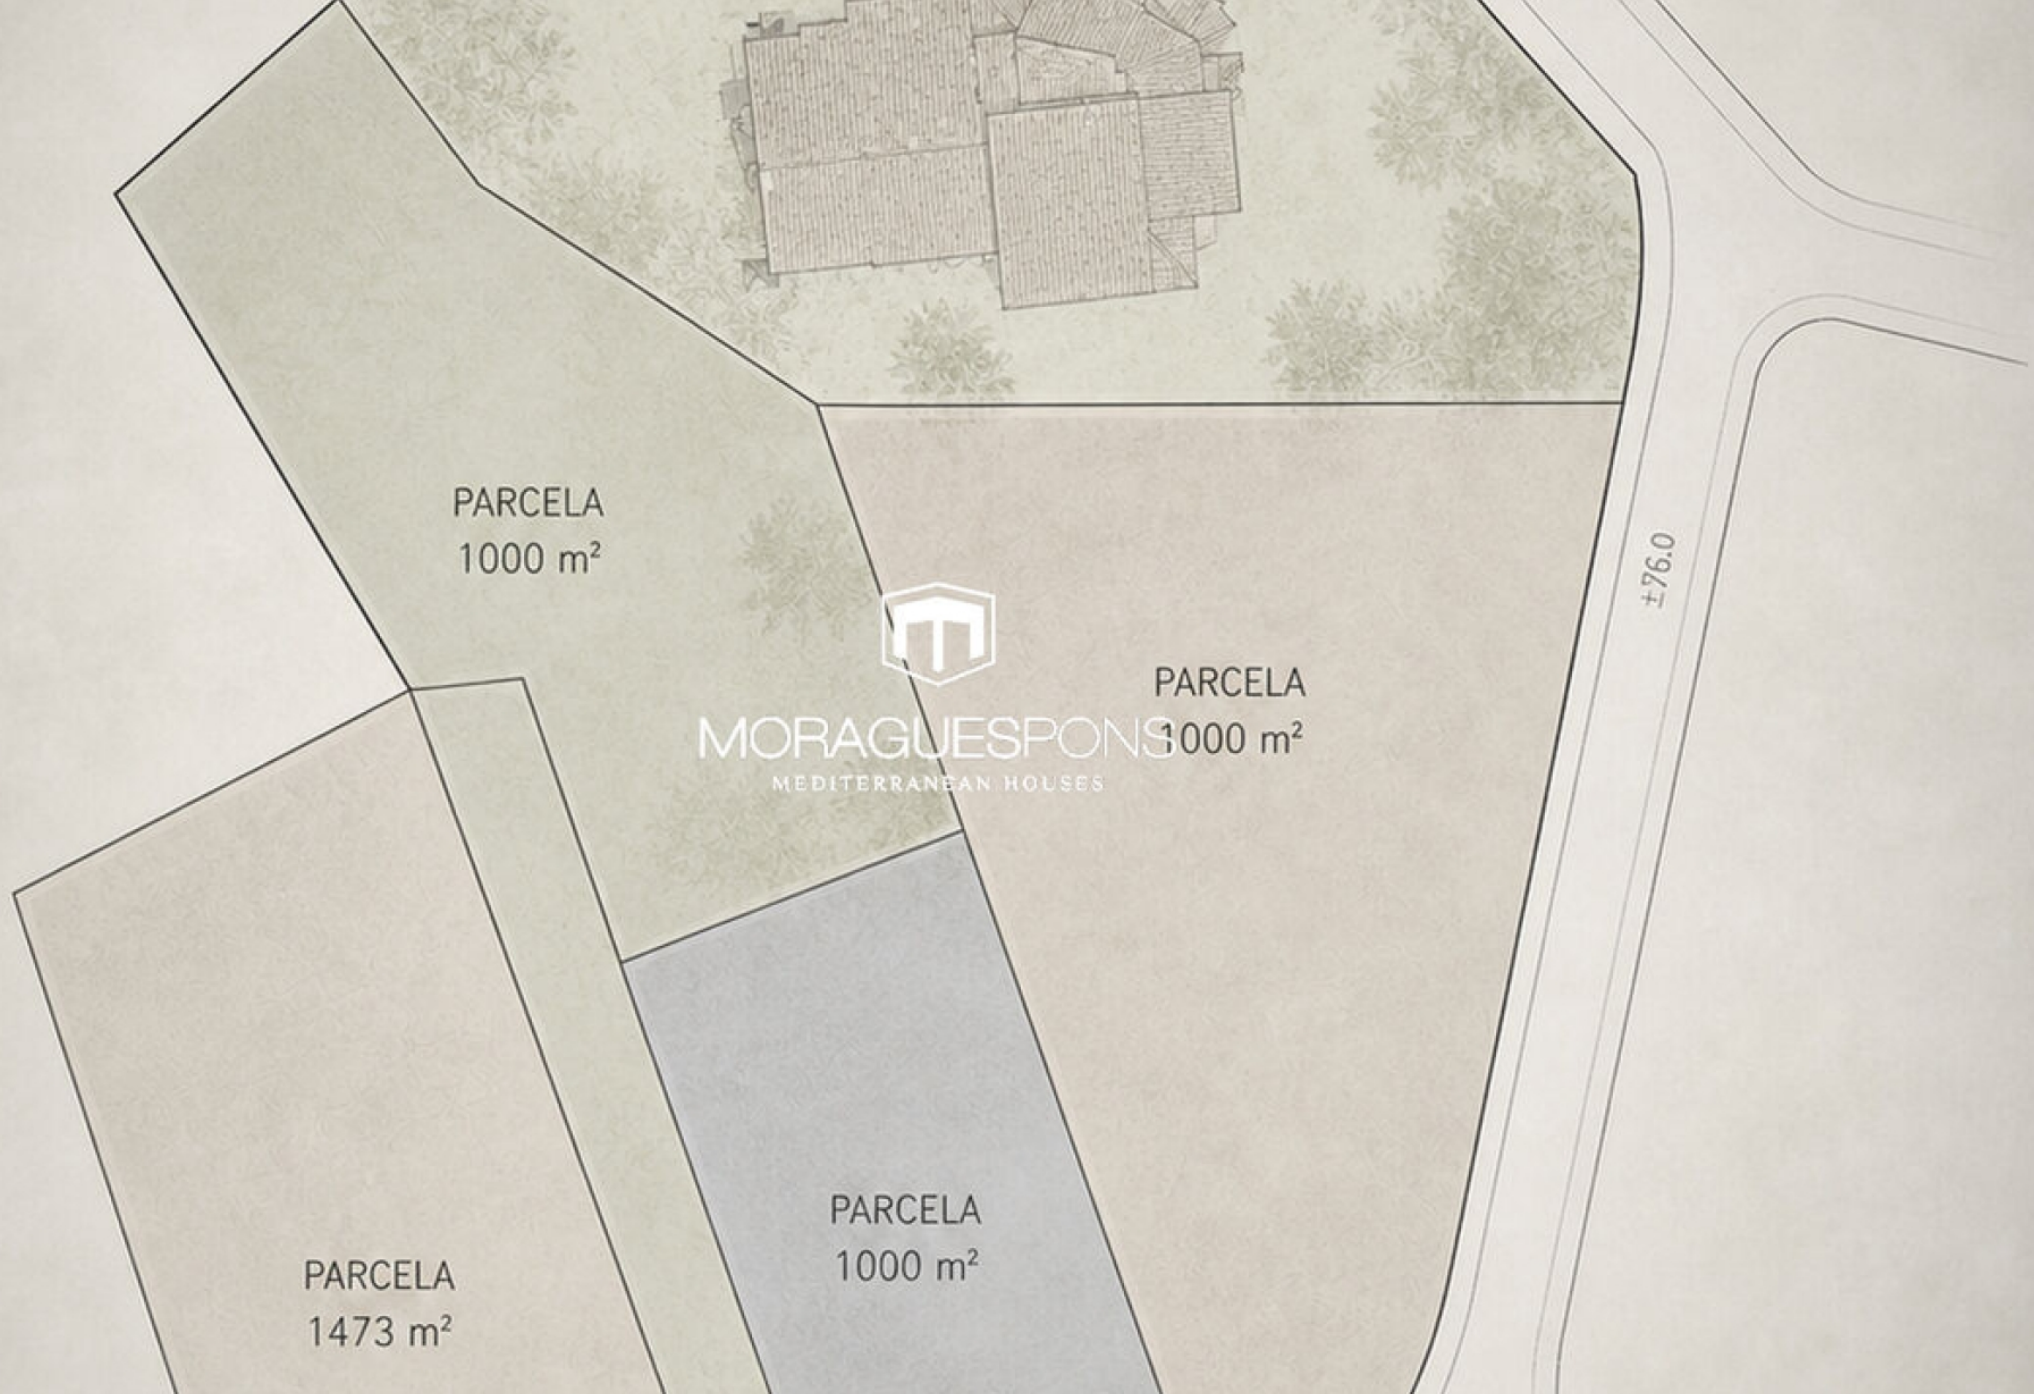 PARCELA
1000 m²
±76.0
PARCELA
1000 m²
MORAGUESPONS
MEDITERRANEAN HOUSES
PARCELA
1000 m²
PARCELA
1473 m²